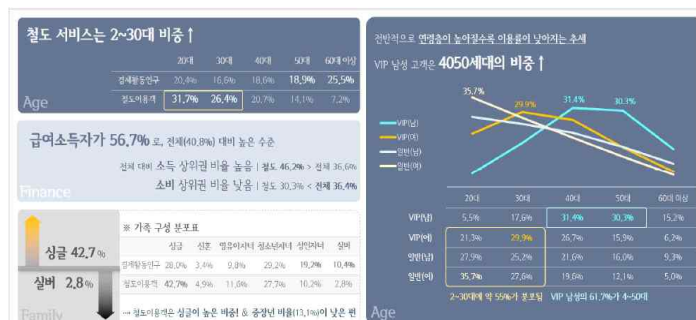 철도 서비스는 2~30대 비중↑
20대 30대 40대 50대 60대 이상
경제활동인구 20,4% 16,6% 18,6% 18,9% 25,5%
철도이용객 31,7% 26,4% 20,7% 14,1% 7,2%
Age
급여소득자가 56,7% 로, 전체(40,8%) 대비 높은 수준
전체 대비 소득 상위권 비율 높음 | 철도 46,2% > 전체 36,6%
소비 상위권 비율 낮음 | 철도 30,3% < 전체 36,4%
Finance
싱글 42.7%
실버 2.8%
Family
※ 가족 구성 분포표
싱글 신혼 영유아자녀 청소년자녀 성인자녀 실버
경제활동인구 28,0% 3,4% 9,8% 29,2% 19,2% 10,4%
철도이용객 42,7% 4,9% 11,6% 27,7% 10,2% 2,8%
→ 철도이용객은 싱글이 높은 비중! & 중장년 비율(13,1%)이 낮은 편
전반적으로 연령층이 높아질수록 이용률이 낮아지는 추세
VIP 남성 고객은 4050세대의 비중↑
35,7%
29,9%
31,4%
30,3%
VIP(남)
VIP(여)
일반(남)
일반(여)
20대 30대 40대 50대 60대 이상
VIP(남) 5,5% 17,6% 31,4% 30,3% 15,2%
VIP(여) 21,3% 29,9% 26,7% 15,9% 6,2%
일반(남) 27,9% 25,2% 21,6% 16,0% 9,3%
일반(여) 35,7% 27,6% 19,6% 12,1% 5,0%
2~30대에 약 55%가 분포됨 VIP 남성의 61,7%가 4~50대
Age